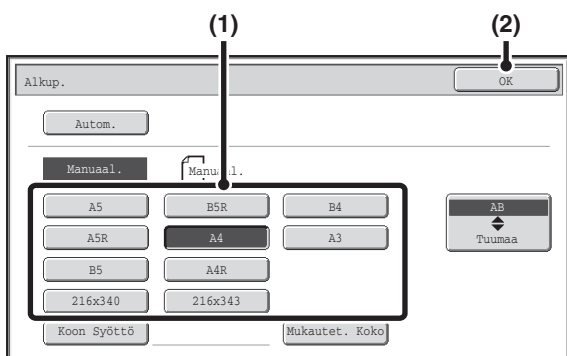 (1) (2)
Alkup. OK
Autom.
Manuaal. Manuaal.
A5 B5R B4 AB
A5R A4 A3 Tuumaa
B5 A4R
216x340 216x343
Koon Syöttö Mukautet. Koko